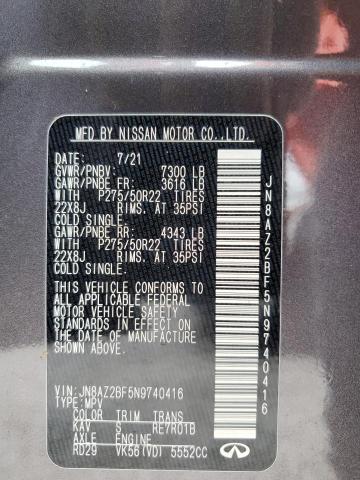 MFD BY NISSAN MOTOR CO.,LTD.
DATE: 7/21
GVWR/PNBV: 7300 LB
GAWR/PNBE FR: 3616 LB
WITH P275/50R22 TIRES
22X8J RIMS. AT 35PSI
COLD SINGLE.
GAWR/PNBE RR: 4343 LB
WITH P275/50R22 TIRES
22X8J RIMS. AT 35PSI
COLD SINGLE.
THIS VEHICLE CONFORMS TO
ALL APPLICABLE FEDERAL
MOTOR VEHICLE SAFETY
STANDARDS IN EFFECT ON
THE DATE OF MANUFACTURE
SHOWN ABOVE.
VIN:JN8AZ2BF5N9740416
TYPE:MPV
COLOR TRIM TRANS
KAV S RE7R01B
AXLE ENGINE
RD29 VK56(VD) 5552CC
JN8AZ2BF5N9740416